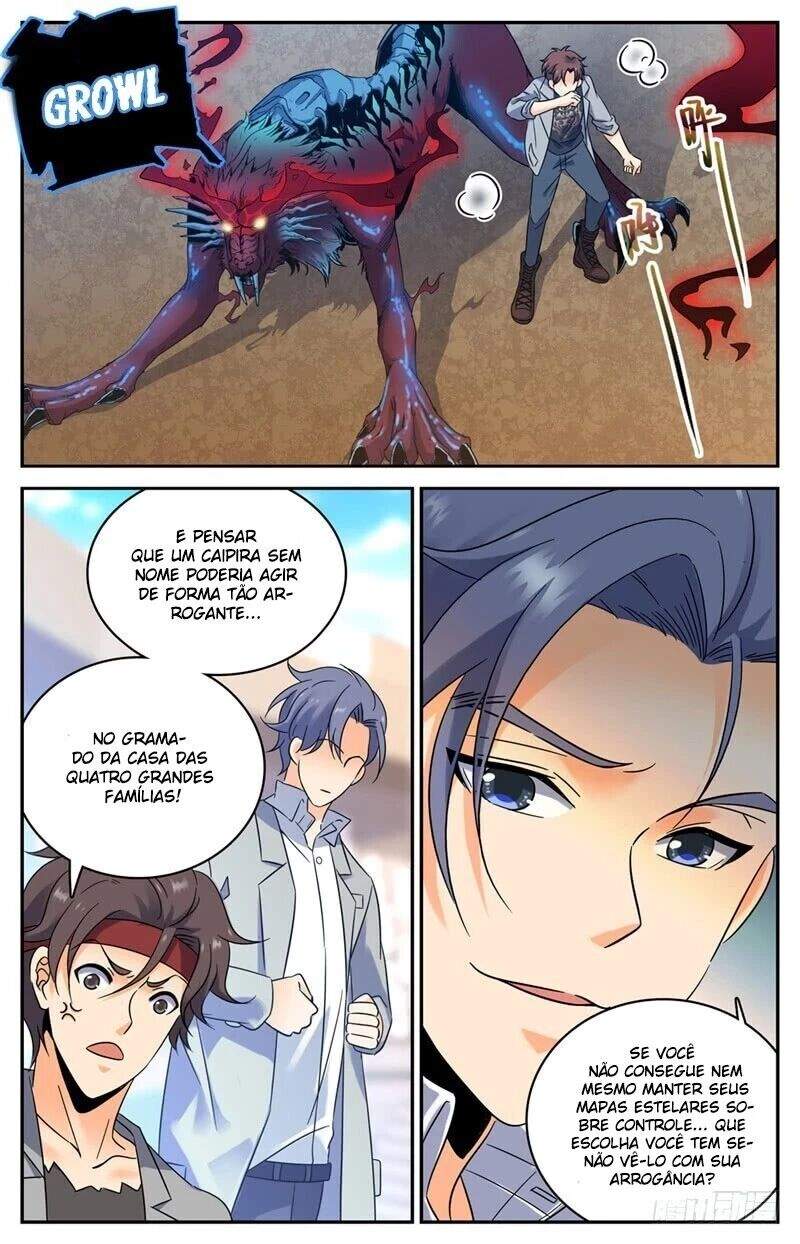 GROWL
咋
咋
E PENSAR
QUE UM CAIPIRA SEM
NOME PODERIA AGIR
DE FORMA TÃO AR-
ROGANTE...
NO GRAMA-
DO DA CASA DAS
QUATRO GRANDES
FAMÍLIAS!
SE VOCÊ
NÃO CONSEGUE NEM
MESMO MANTER SEUS
MAPAS ESTELARES SO-
BRE CONTROLE... QUE
ESCOLHA VOCÊ TEM SE-
NÃO VÊ-LO COM SUA
ARROGÂNCIA?